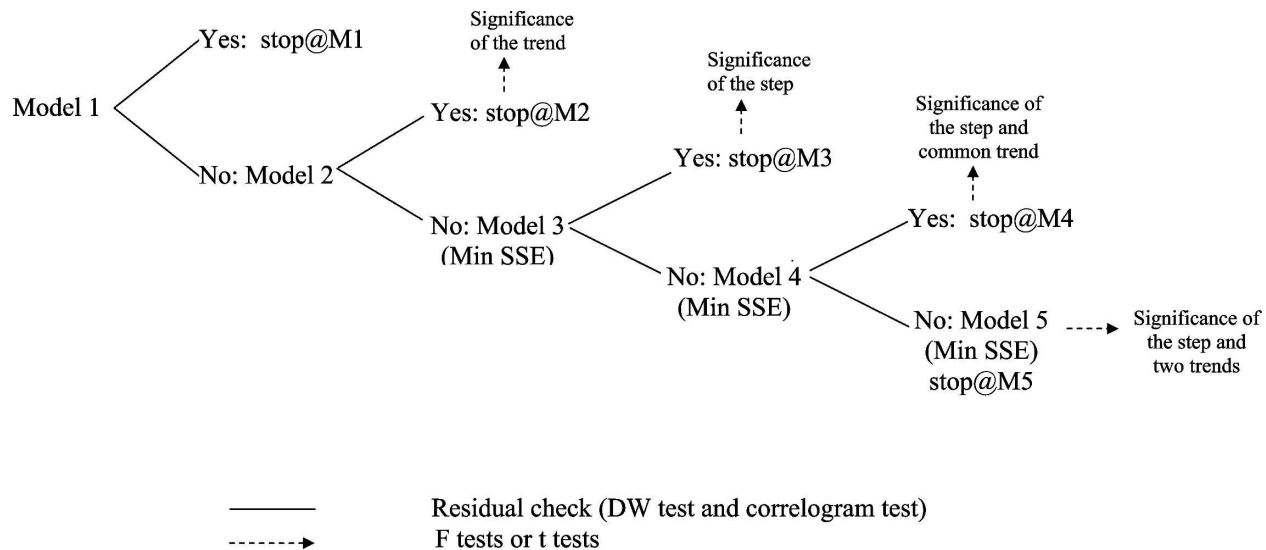 Model 1
Yes:  stop@M1
No: Model 2
Significance
of the trend
Yes: stop@M2
No: Model 3
(Min SSE)
Significance
of the step
Yes: stop@M3
No: Model 4
(Min SSE)
Significance of
the step and
common trend
Yes:  stop@M4
No: Model 5
(Min SSE)
stop@M5
Significance of
the step and
two trends
Residual check (DW test and correlogram test)
F tests or t tests